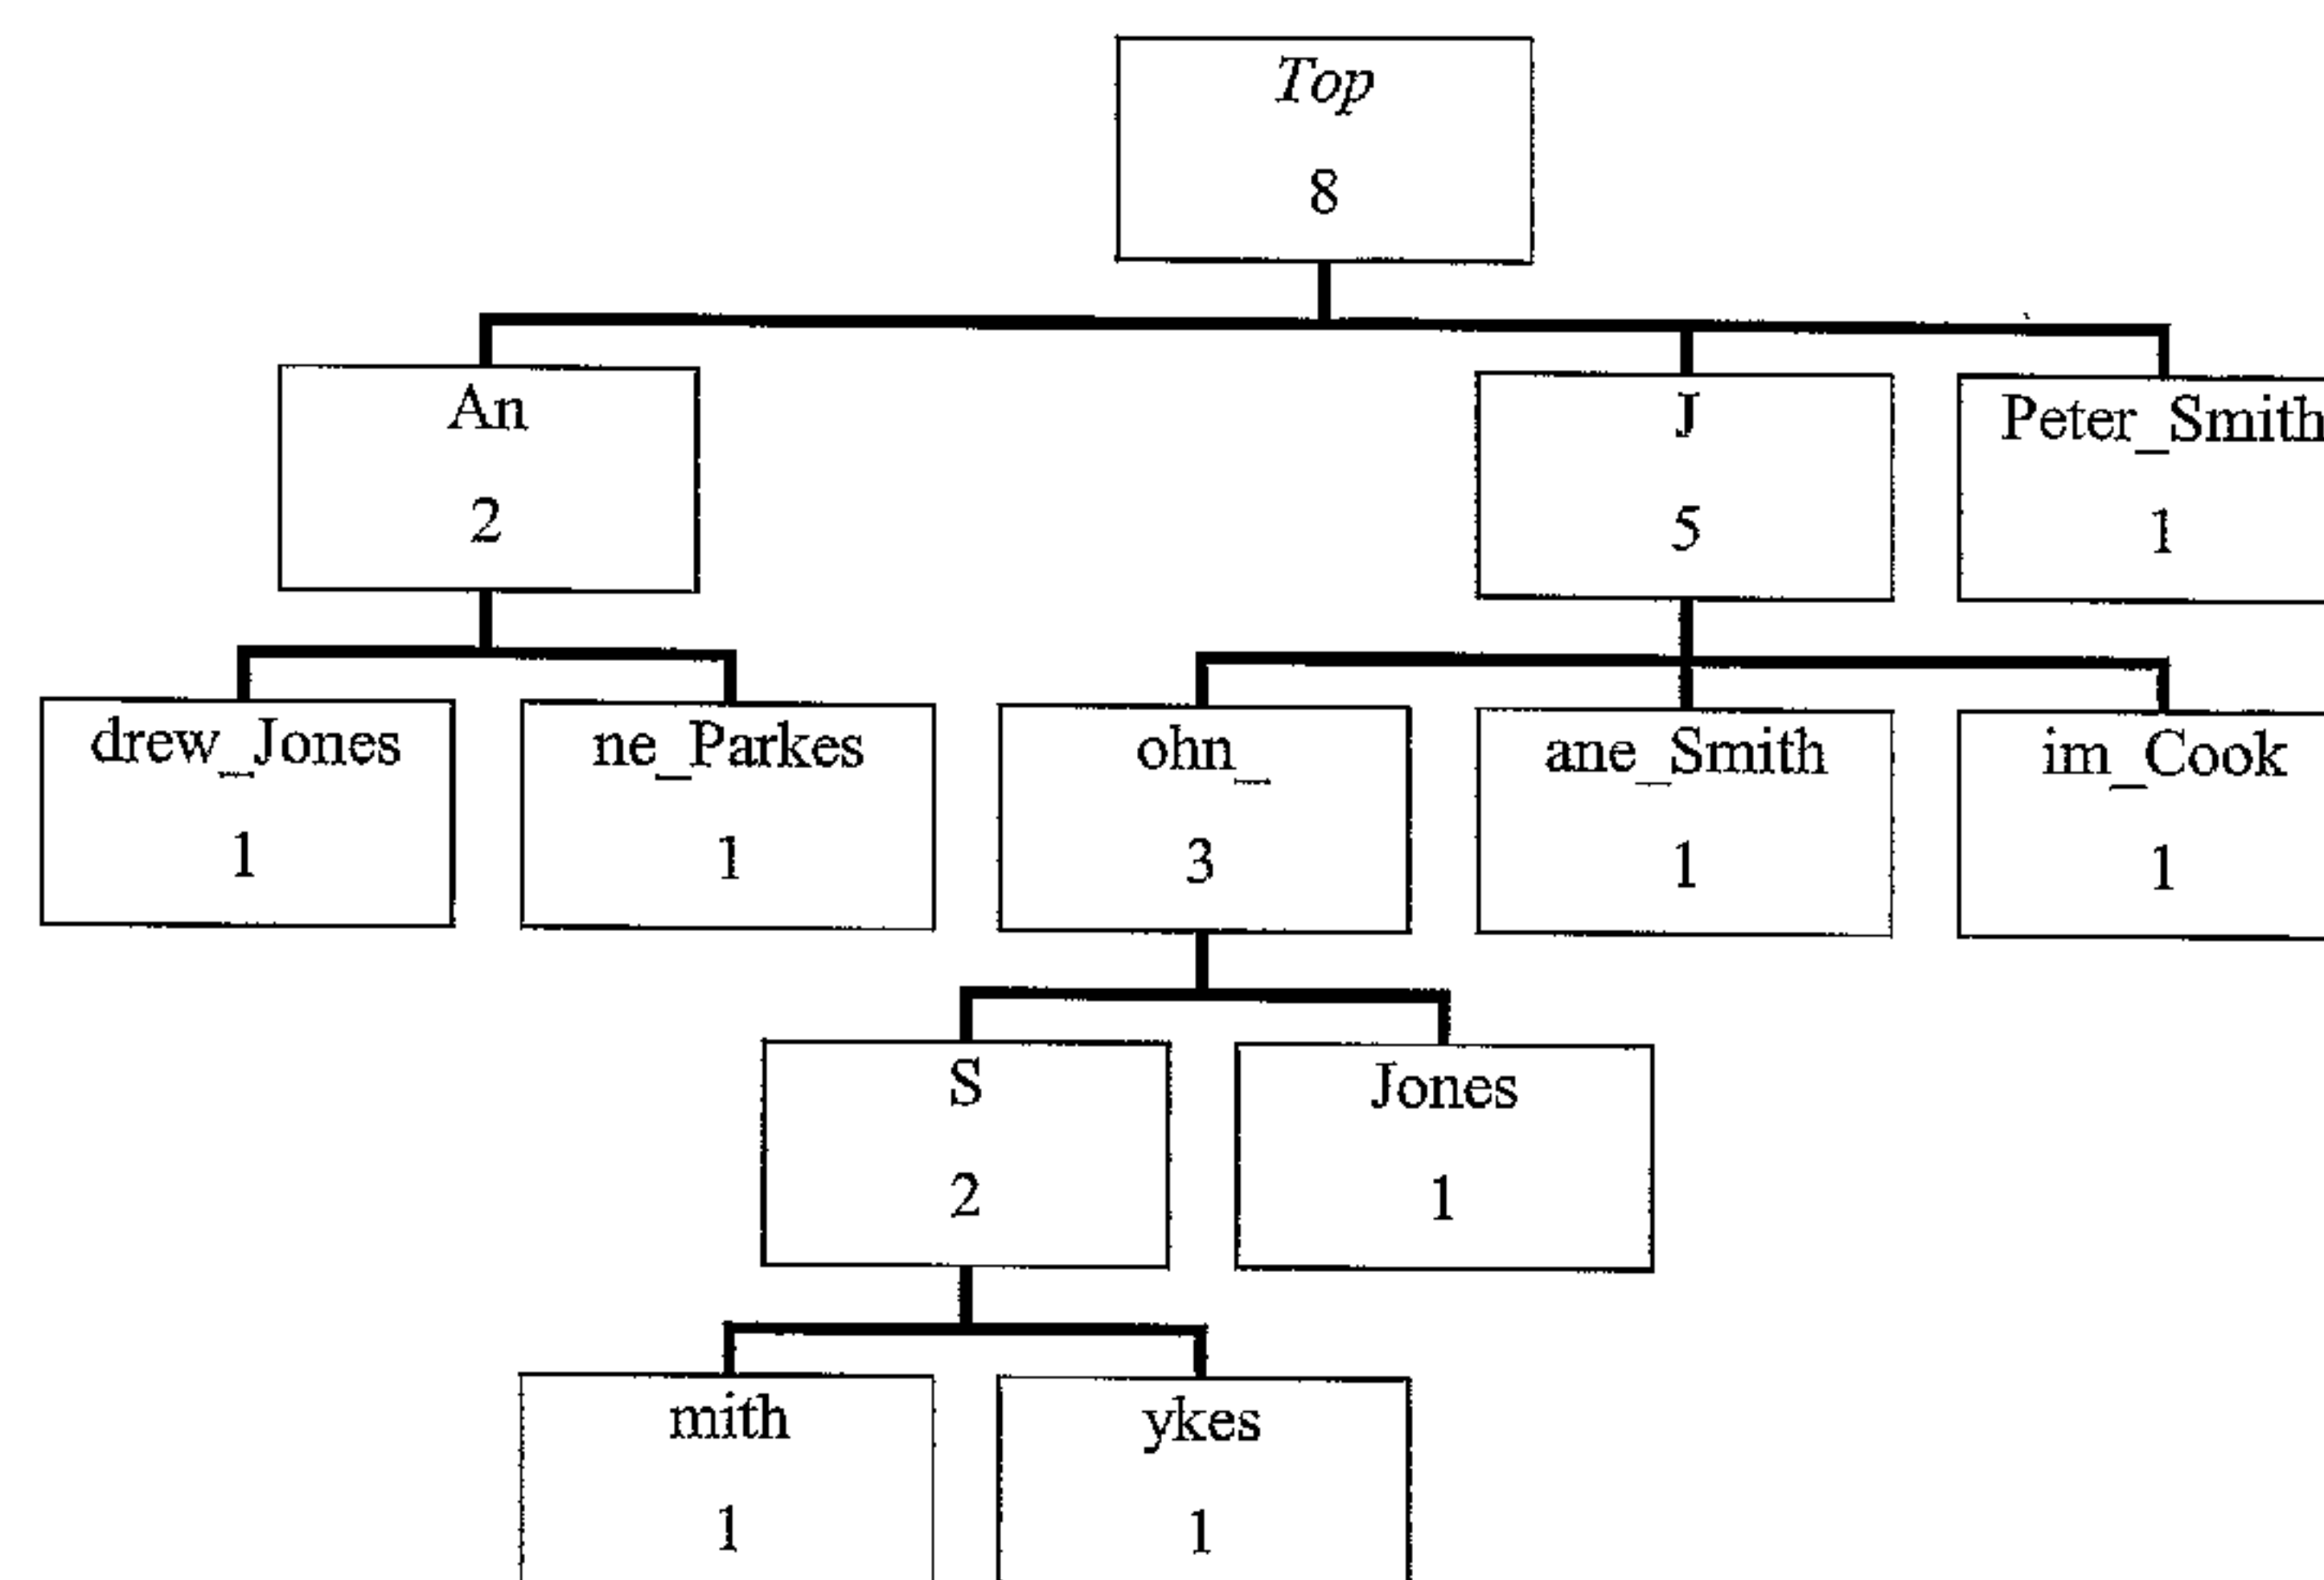 Top
8
An
2
J
5
Peter_Smith
1
drew_Jones
1
ne_Parkes
1
ohn_
3
ane_Smith
1
im_Cook
1
S
2
Jones
1
mith
1
ykes
1